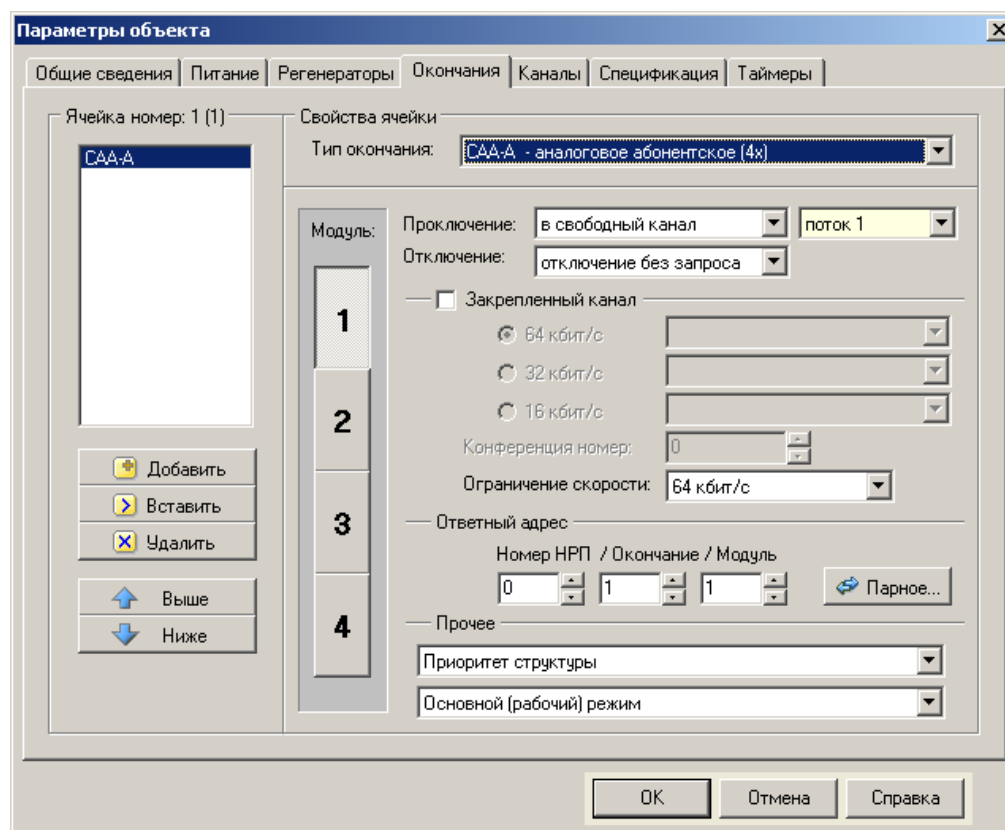 Параметры объекта
Общие сведения Питание Регенераторы Окончания Каналы Спецификация Таймеры
Ячейка номер: 1 (1)
САА-А
Добавить
Вставить
Удалить
Выше
Ниже
Свойства ячейки
Тип окончания: САА-А - аналоговое абонентское (4х)
Модуль:
1
2
3
4
Проключение: в свободный канал поток 1
Отключение: отключение без запроса
Закрепленный канал
64 кбит/с
32 кбит/с
16 кбит/с
Конференция номер: 0
Ограничение скорости: 64 кбит/с
Ответный адрес
Номер НРП / Окончание / Модуль
0 1 1 Парное...
Прочее
Приоритет структуры
Основной (рабочий) режим
OK Отмена Справка